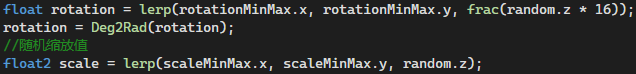 float rotation = lerp(rotationMinMax.x, rotationMinMax.y, frac(random.z * 16));
rotation = Deg2Rad(rotation);
//随机缩放值
float2 scale = lerp(scaleMinMax.x, scaleMinMax.y, random.z);